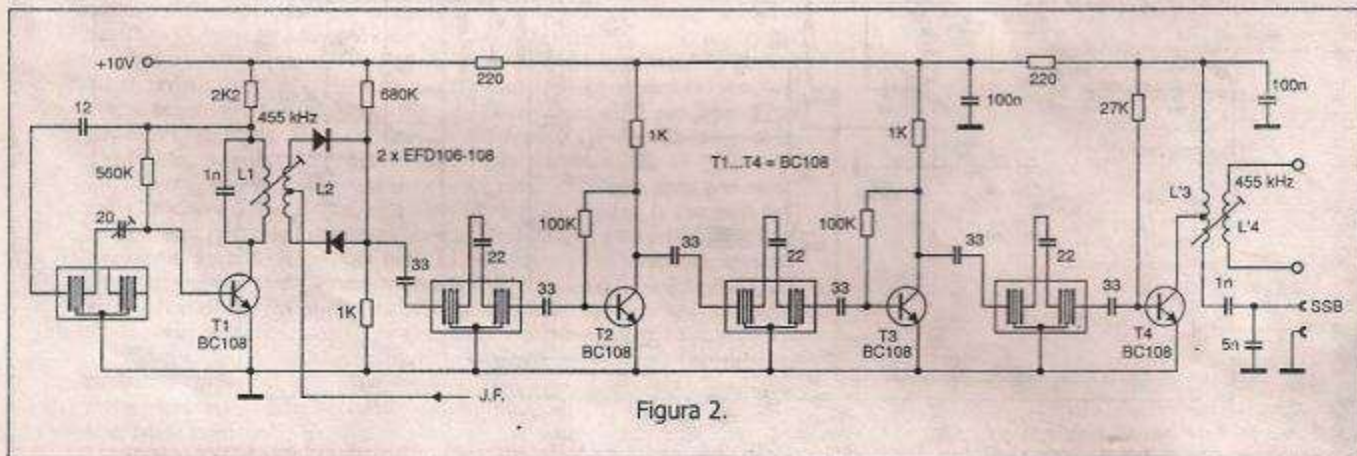 +10V
2K2
680K
220
220
100n
100n
12
455 kHz
27K
1K
1K
2 x EFD106-108
T1...T4 = BC108
560K
1n
L1
L2
L'3
455 kHz
L'4
20
100K
100K
33
33
33
22
22
22
33
33
33
1n
SSB
T1
BC108
1K
T2
BC108
T3
BC108
T4
BC108
5n
J.F.
Figura 2.